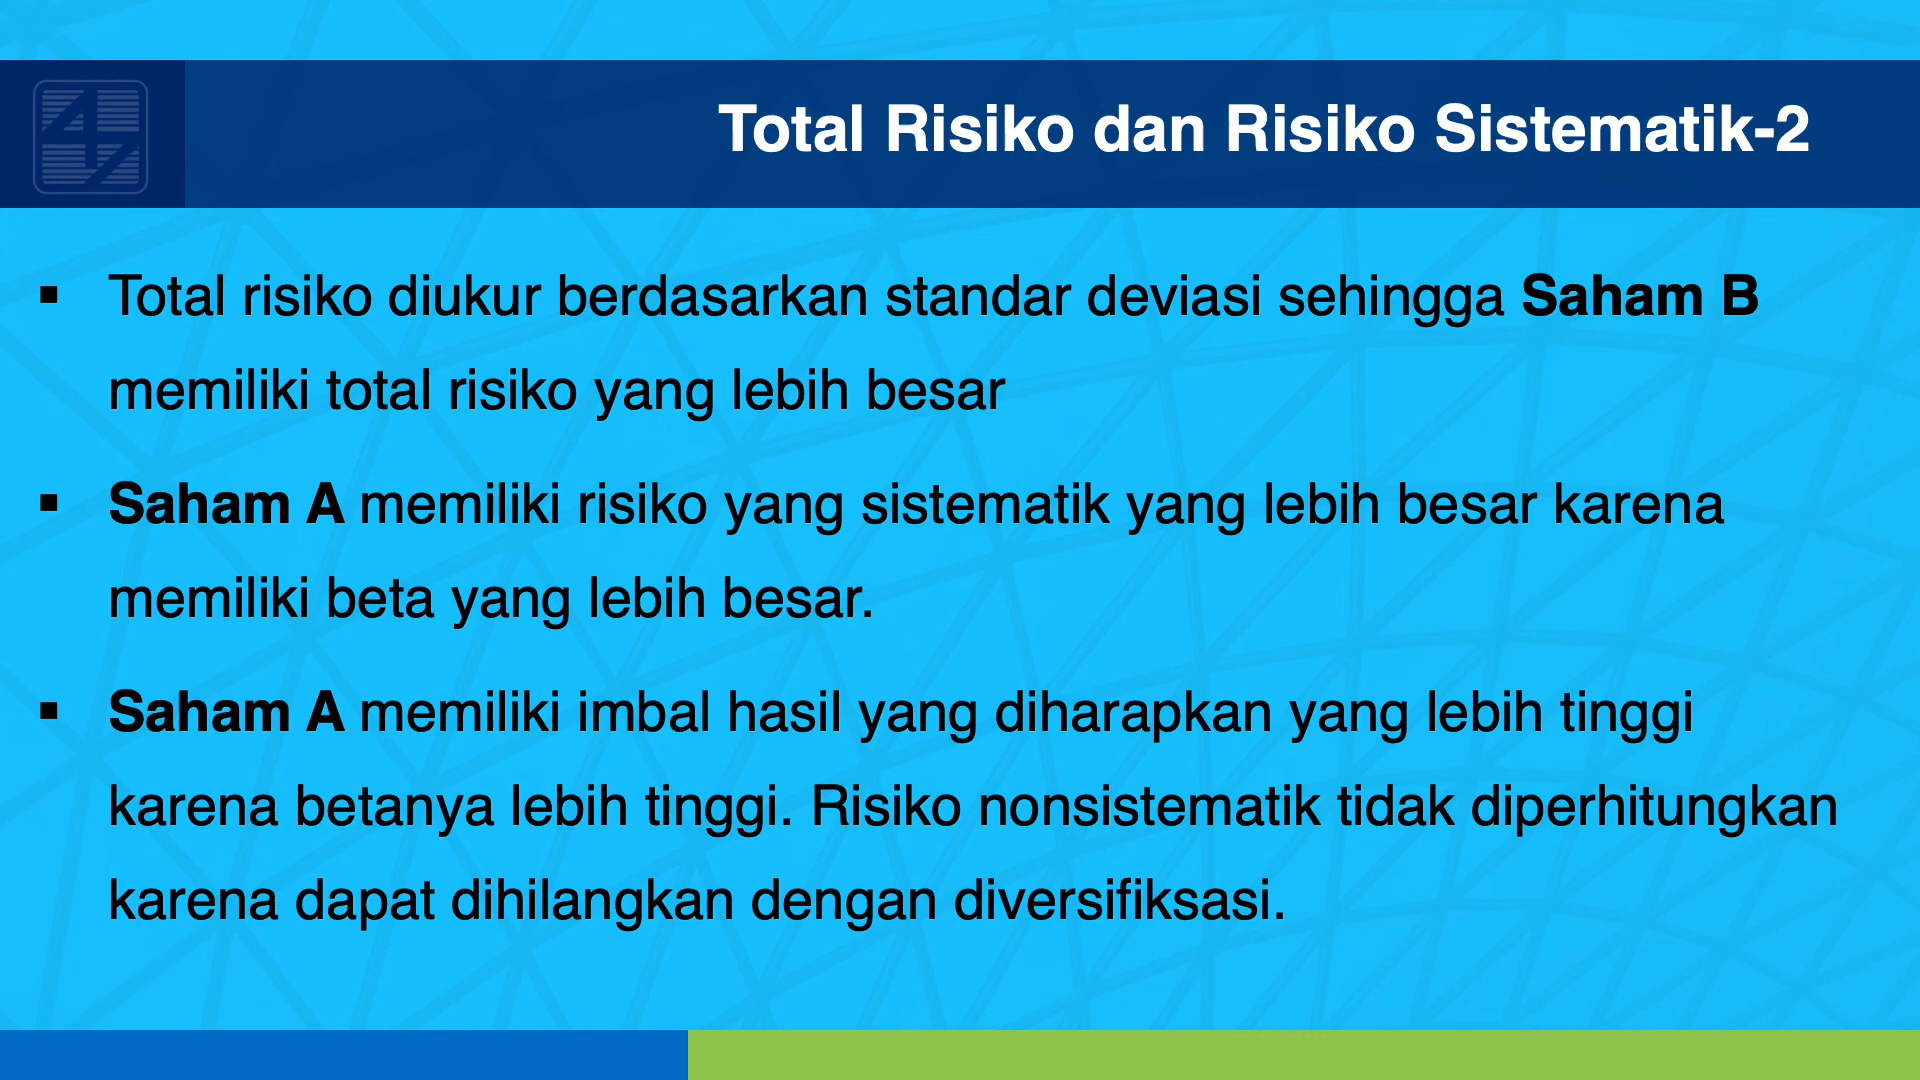 Total Risiko dan Risiko Sistematik-2
▪ Total risiko diukur berdasarkan standar deviasi sehingga Saham B
memiliki total risiko yang lebih besar
▪ Saham A memiliki risiko yang sistematik yang lebih besar karena
memiliki beta yang lebih besar.
▪ Saham A memiliki imbal hasil yang diharapkan yang lebih tinggi
karena betanya lebih tinggi. Risiko nonsistematik tidak diperhitungkan
karena dapat dihilangkan dengan diversifiksasi.